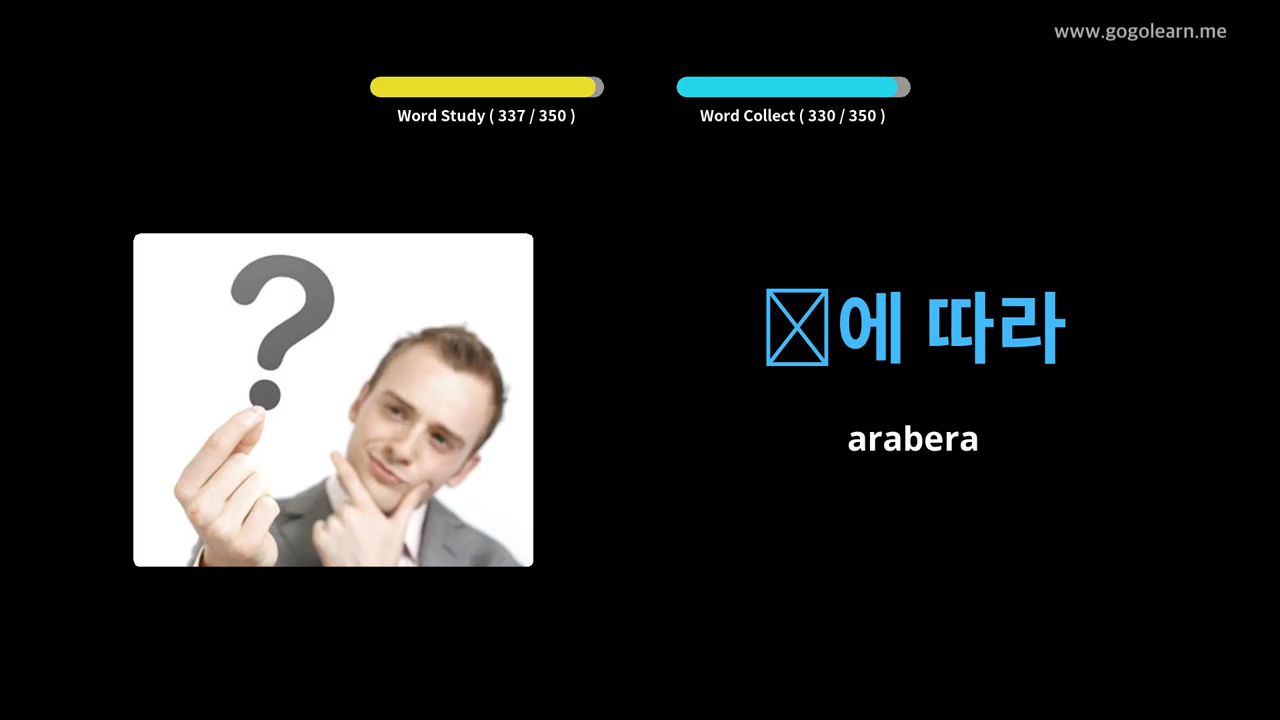 www.gogolearn.me
Word Study ( 337 / 350 )
Word Collect ( 330 / 350 )
에 따라
arabera